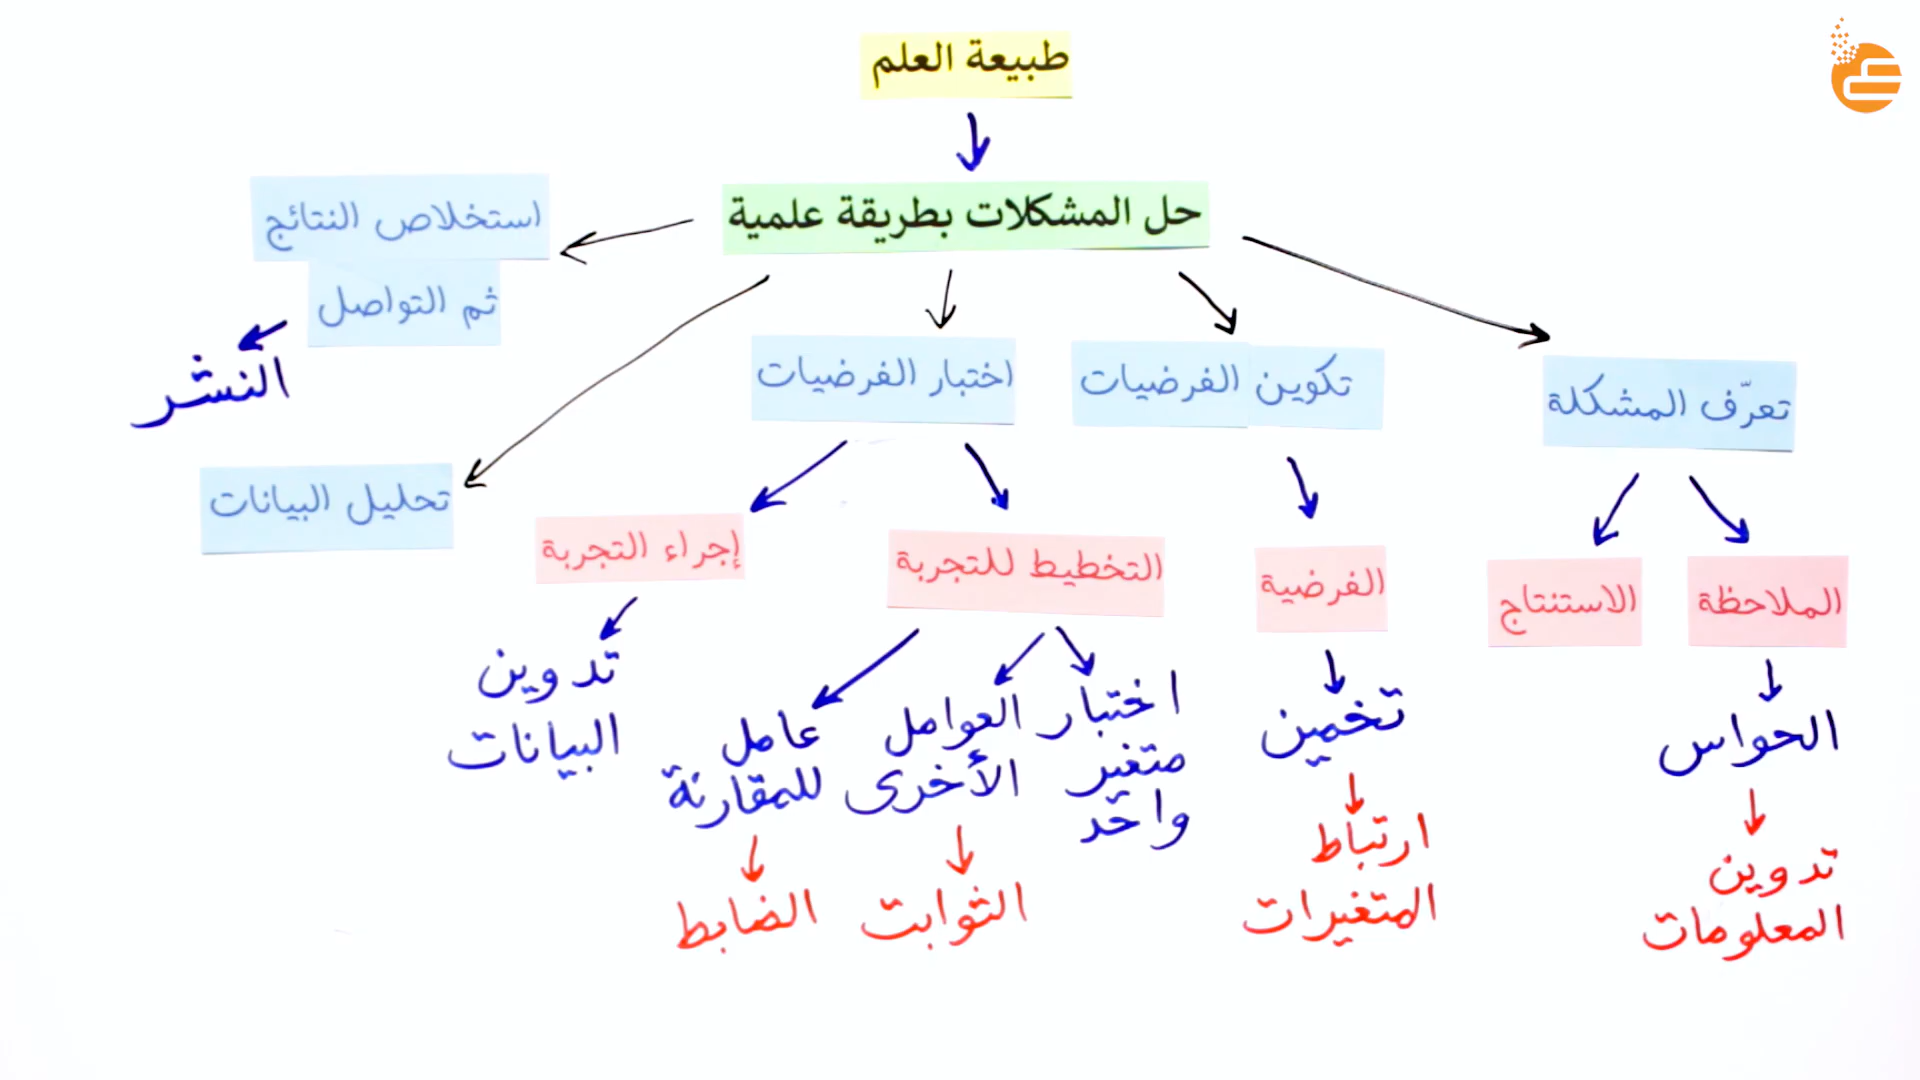 طبيعة العلم
حل المشكلات بطريقة علمية
تعرّف المشكلة
تكوين الفرضيات
اختبار الفرضيات
تحليل البيانات
استخلاص النتائج
ثم التواصل
النشر
الملاحظة
الاستنتاج
الفرضية
التخطيط للتجربة
إجراء التجربة
الحواس
تدوين
المعلومات
تخمين
ارتباط
المتغيرات
اختبار
متغير
واحد
العوامل
الأخرى
الثوابت
عامل
للمقارنة
الضابط
تدوين
البيانات